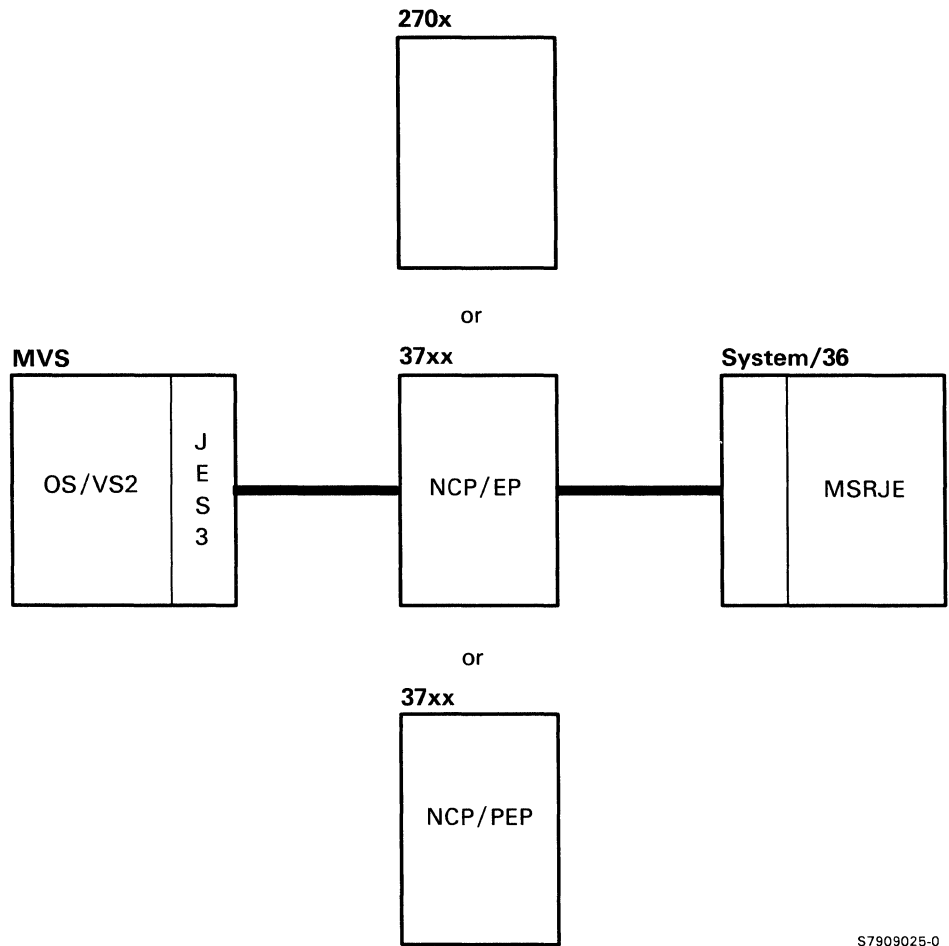 270x
or
MVS
37xx
System/36
OS/VS2
J
E
S
3
NCP/EP
MSRJE
or
37xx
NCP/PEP
S7909025-0